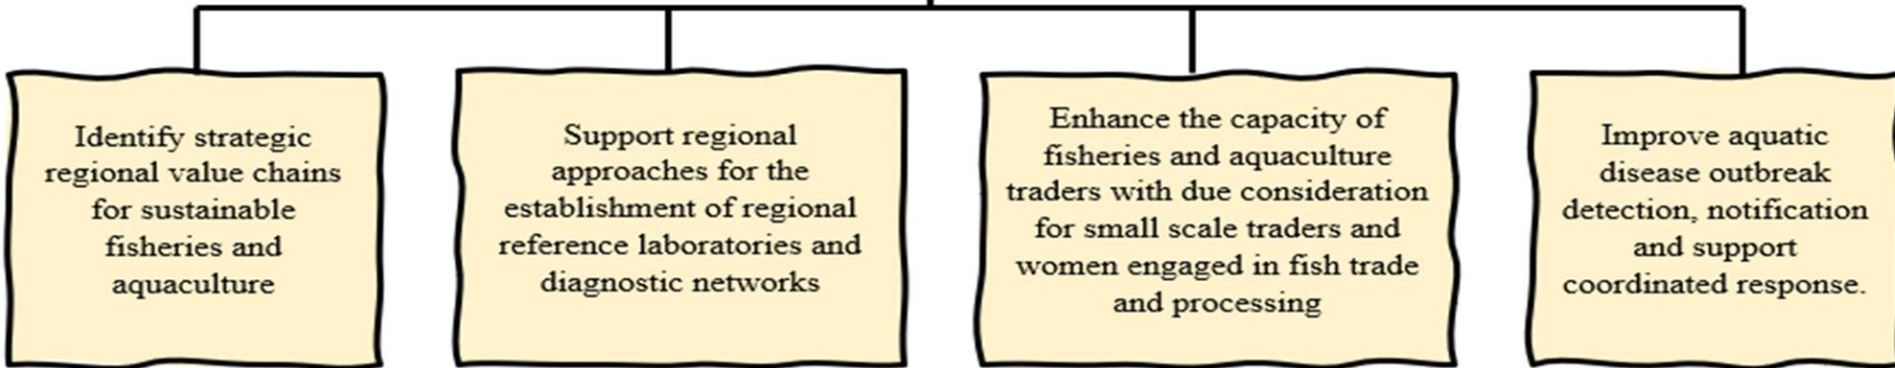 Identify strategic
regional value chains
for sustainable
fisheries and
aquaculture
Support regional
approaches for the
establishment of regional
reference laboratories and
diagnostic networks
Enhance the capacity of
fisheries and aquaculture
traders with due consideration
for small scale traders and
women engaged in fish trade
and processing
Improve aquatic
disease outbreak
detection, notification
and support
coordinated response.